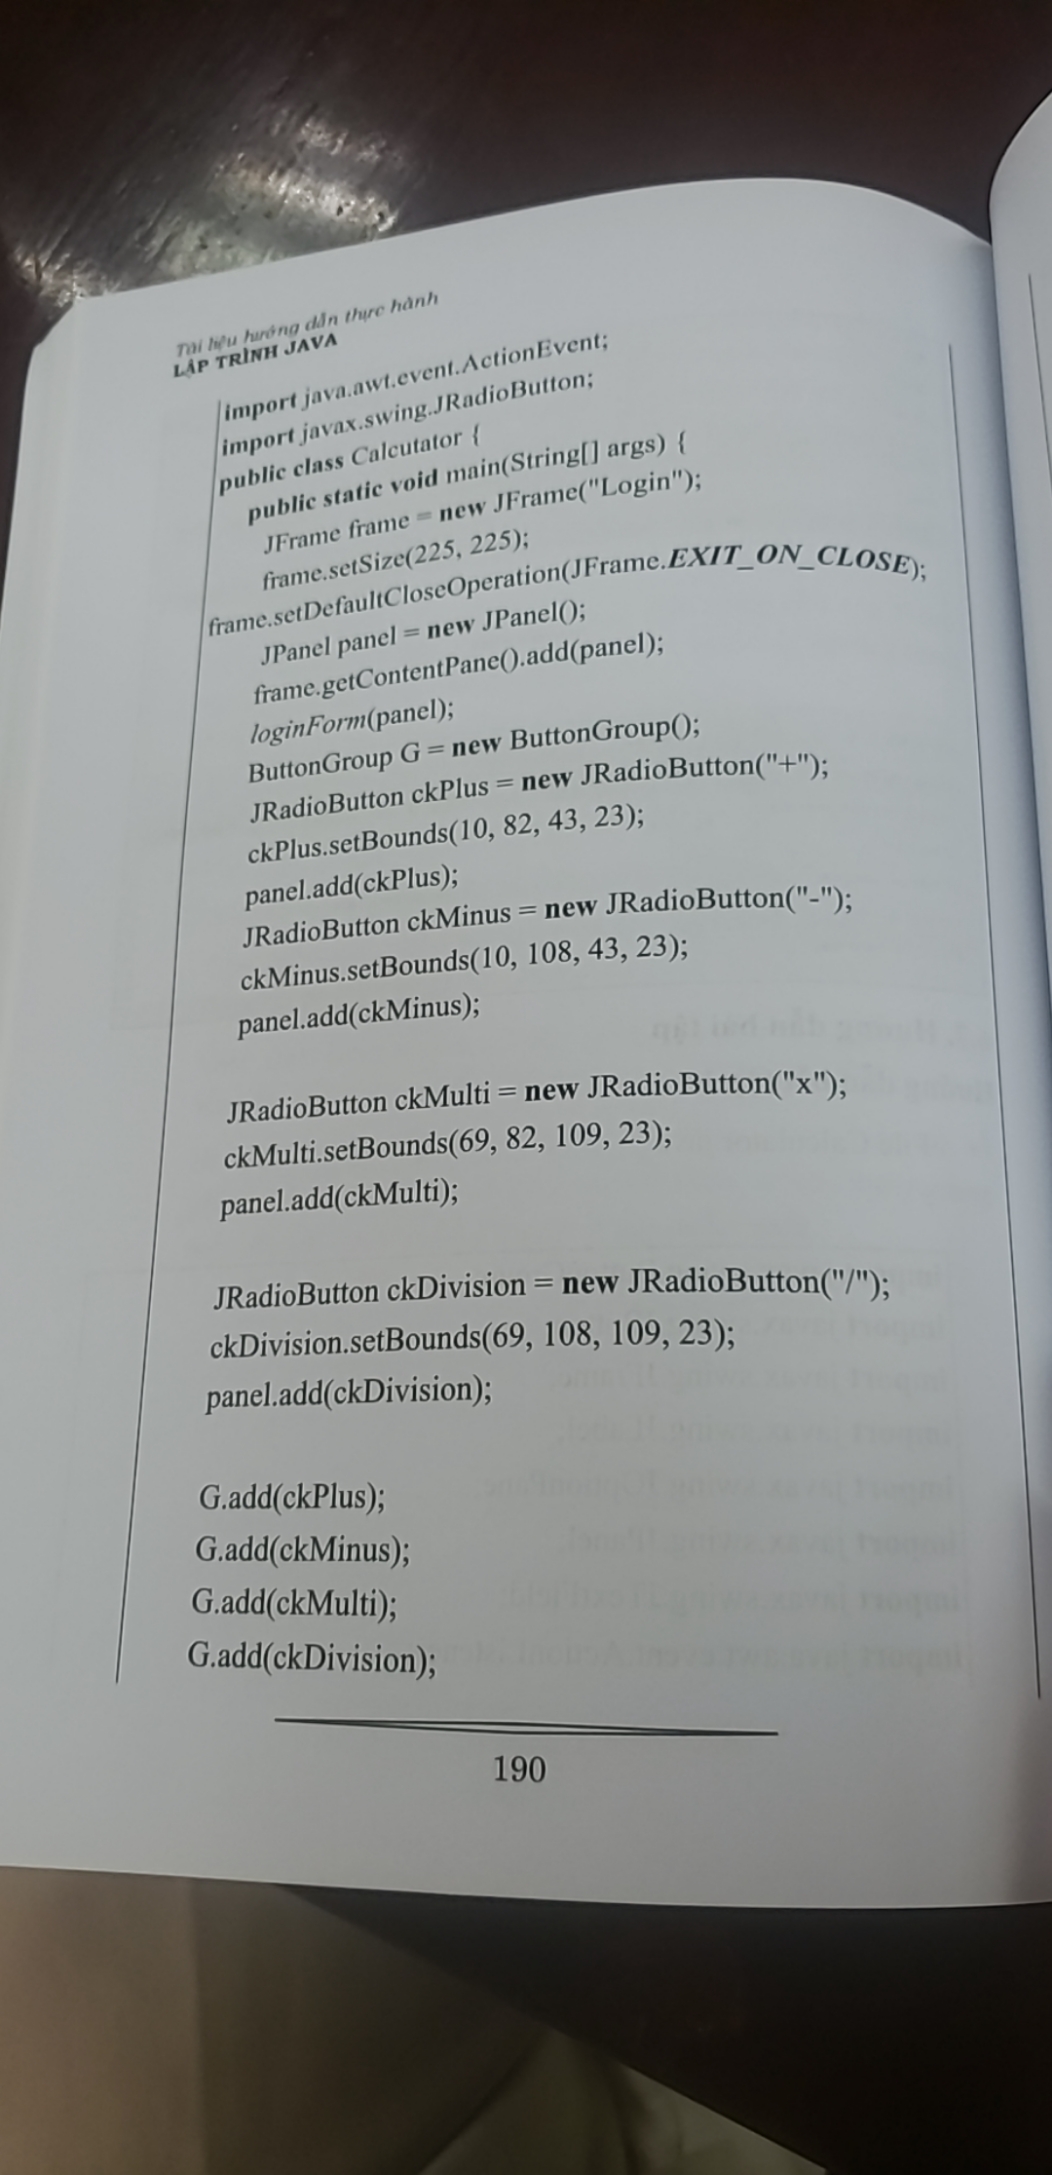 Tài liệu hướng dẫn thực hành
LẬP TRÌNH JAVA
import java.awt.event.ActionEvent;
import javax.swing.JRadioButton;
public class Calcutator {
public static void main(String[] args) {
JFrame frame = new JFrame("Login");
frame.setSize(225, 225);
frame.setDefaultCloseOperation(JFrame.EXIT_ON_CLOSE);
JPanel panel = new JPanel();
frame.getContentPane().add(panel);
loginForm(panel);
ButtonGroup G = new ButtonGroup();
JRadioButton ckPlus = new JRadioButton("+");
ckPlus.setBounds(10, 82, 43, 23);
panel.add(ckPlus);
JRadioButton ckMinus = new JRadioButton("-");
ckMinus.setBounds(10, 108, 43, 23);
panel.add(ckMinus);
JRadioButton ckMulti = new JRadioButton("x");
ckMulti.setBounds(69, 82, 109, 23);
panel.add(ckMulti);
JRadioButton ckDivision = new JRadioButton("/");
ckDivision.setBounds(69, 108, 109, 23);
panel.add(ckDivision);
G.add(ckPlus);
G.add(ckMinus);
G.add(ckMulti);
G.add(ckDivision);
190